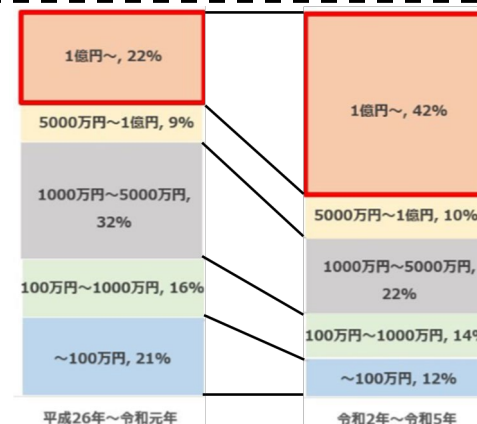 1億円～, 22%
5000万円～1億円, 9%
1000万円～5000万円,
32%
100万円～1000万円, 16%
～100万円, 21%
平成26年～令和元年
1億円～, 42%
5000万円～1億円, 10%
1000万円～5000万円,
22%
100万円～1000万円, 14%
～100万円, 12%
令和2年～令和5年